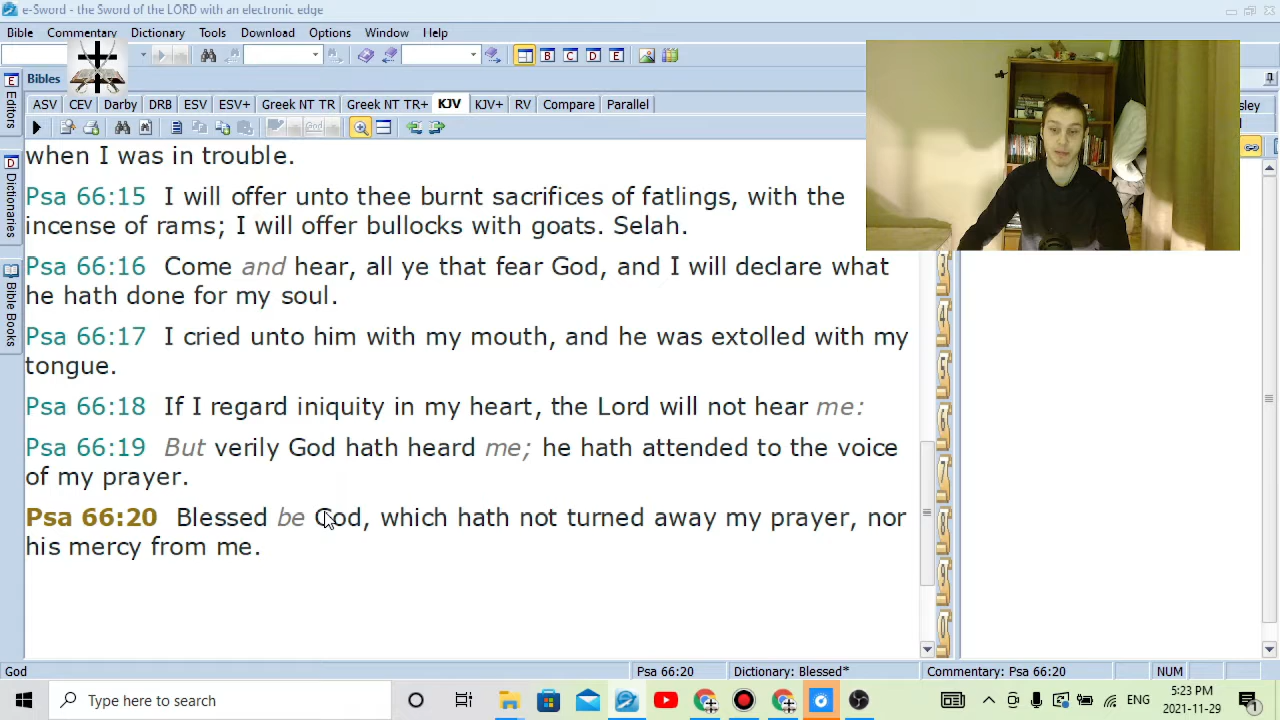 e-Sword - the Sword of the LORD with an electronic edge
Bible Commentary Dictionary Tools Download Options Window Help
B C D E
Bibles
ASV CEV Darby DRB ESV ESV+ Greek NT TR Greek NT TR+ KJV KJV+ RV Compare Parallel
E Editors
D Dictionaries
Bible Books
when I was in trouble.
Psa 66:15 I will offer unto thee burnt sacrifices of fatlings, with the
incense of rams; I will offer bullocks with goats. Selah.
Psa 66:16 Come and hear, all ye that fear God, and I will declare what
he hath done for my soul.
Psa 66:17 I cried unto him with my mouth, and he was extolled with my
tongue.
Psa 66:18 If I regard iniquity in my heart, the Lord will not hear me:
Psa 66:19 But verily God hath heard me; he hath attended to the voice
of my prayer.
Psa 66:20 Blessed be God, which hath not turned away my prayer, nor
his mercy from me.
God Psa 66:20 Dictionary: Blessed* Commentary: Psa 66:20 NUM
Type here to search
ENG
5:23 PM
2021-11-29
1